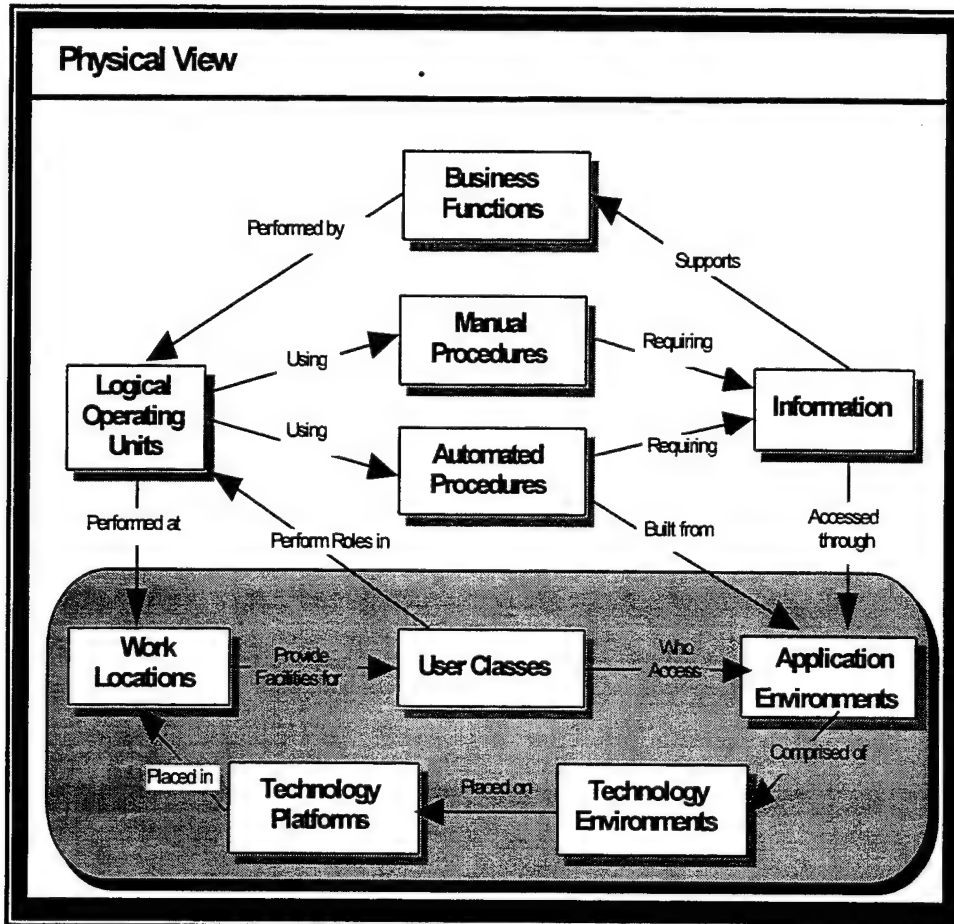 Physical View
Business
Functions
Performed by
Supports
Manual
Procedures
Using
Requiring
Logical
Operating
Units
Information
Using
Automated
Procedures
Requiring
Performed at
Perform Roles in
Built from
Accessed
through
Work
Locations
Provide
Facilities for
User Classes
Who
Access
Application
Environments
Comprised of
Placed in
Technology
Platforms
Placed on
Technology
Environments